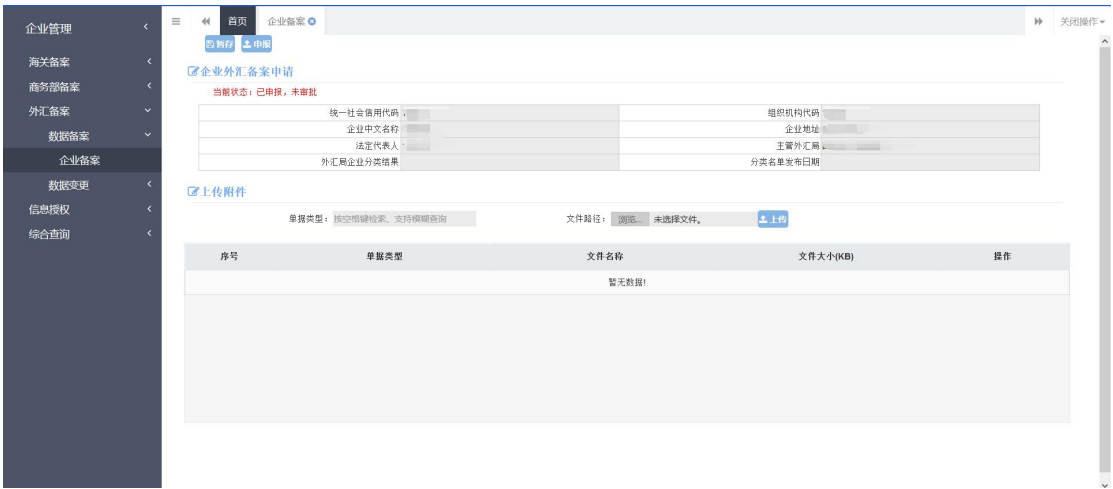 企业管理
海关备案
商务部备案
外汇备案
数据备案
企业备案
数据变更
信息授权
综合查询
首页 企业备案 关闭操作
暂存 申报
企业外汇备案申请
当前状态：已申报，未审批
统一社会信用代码 组织机构代码
企业中文名称 企业地址
法定代表人 主管外汇局
外汇局企业分类结果 分类名单发布日期
上传附件
单据类型： 按空格键检索、支持模糊查询 文件路径： 浏览... 未选择文件。 上传
序号 单据类型 文件名称 文件大小(KB) 操作
暂无数据!